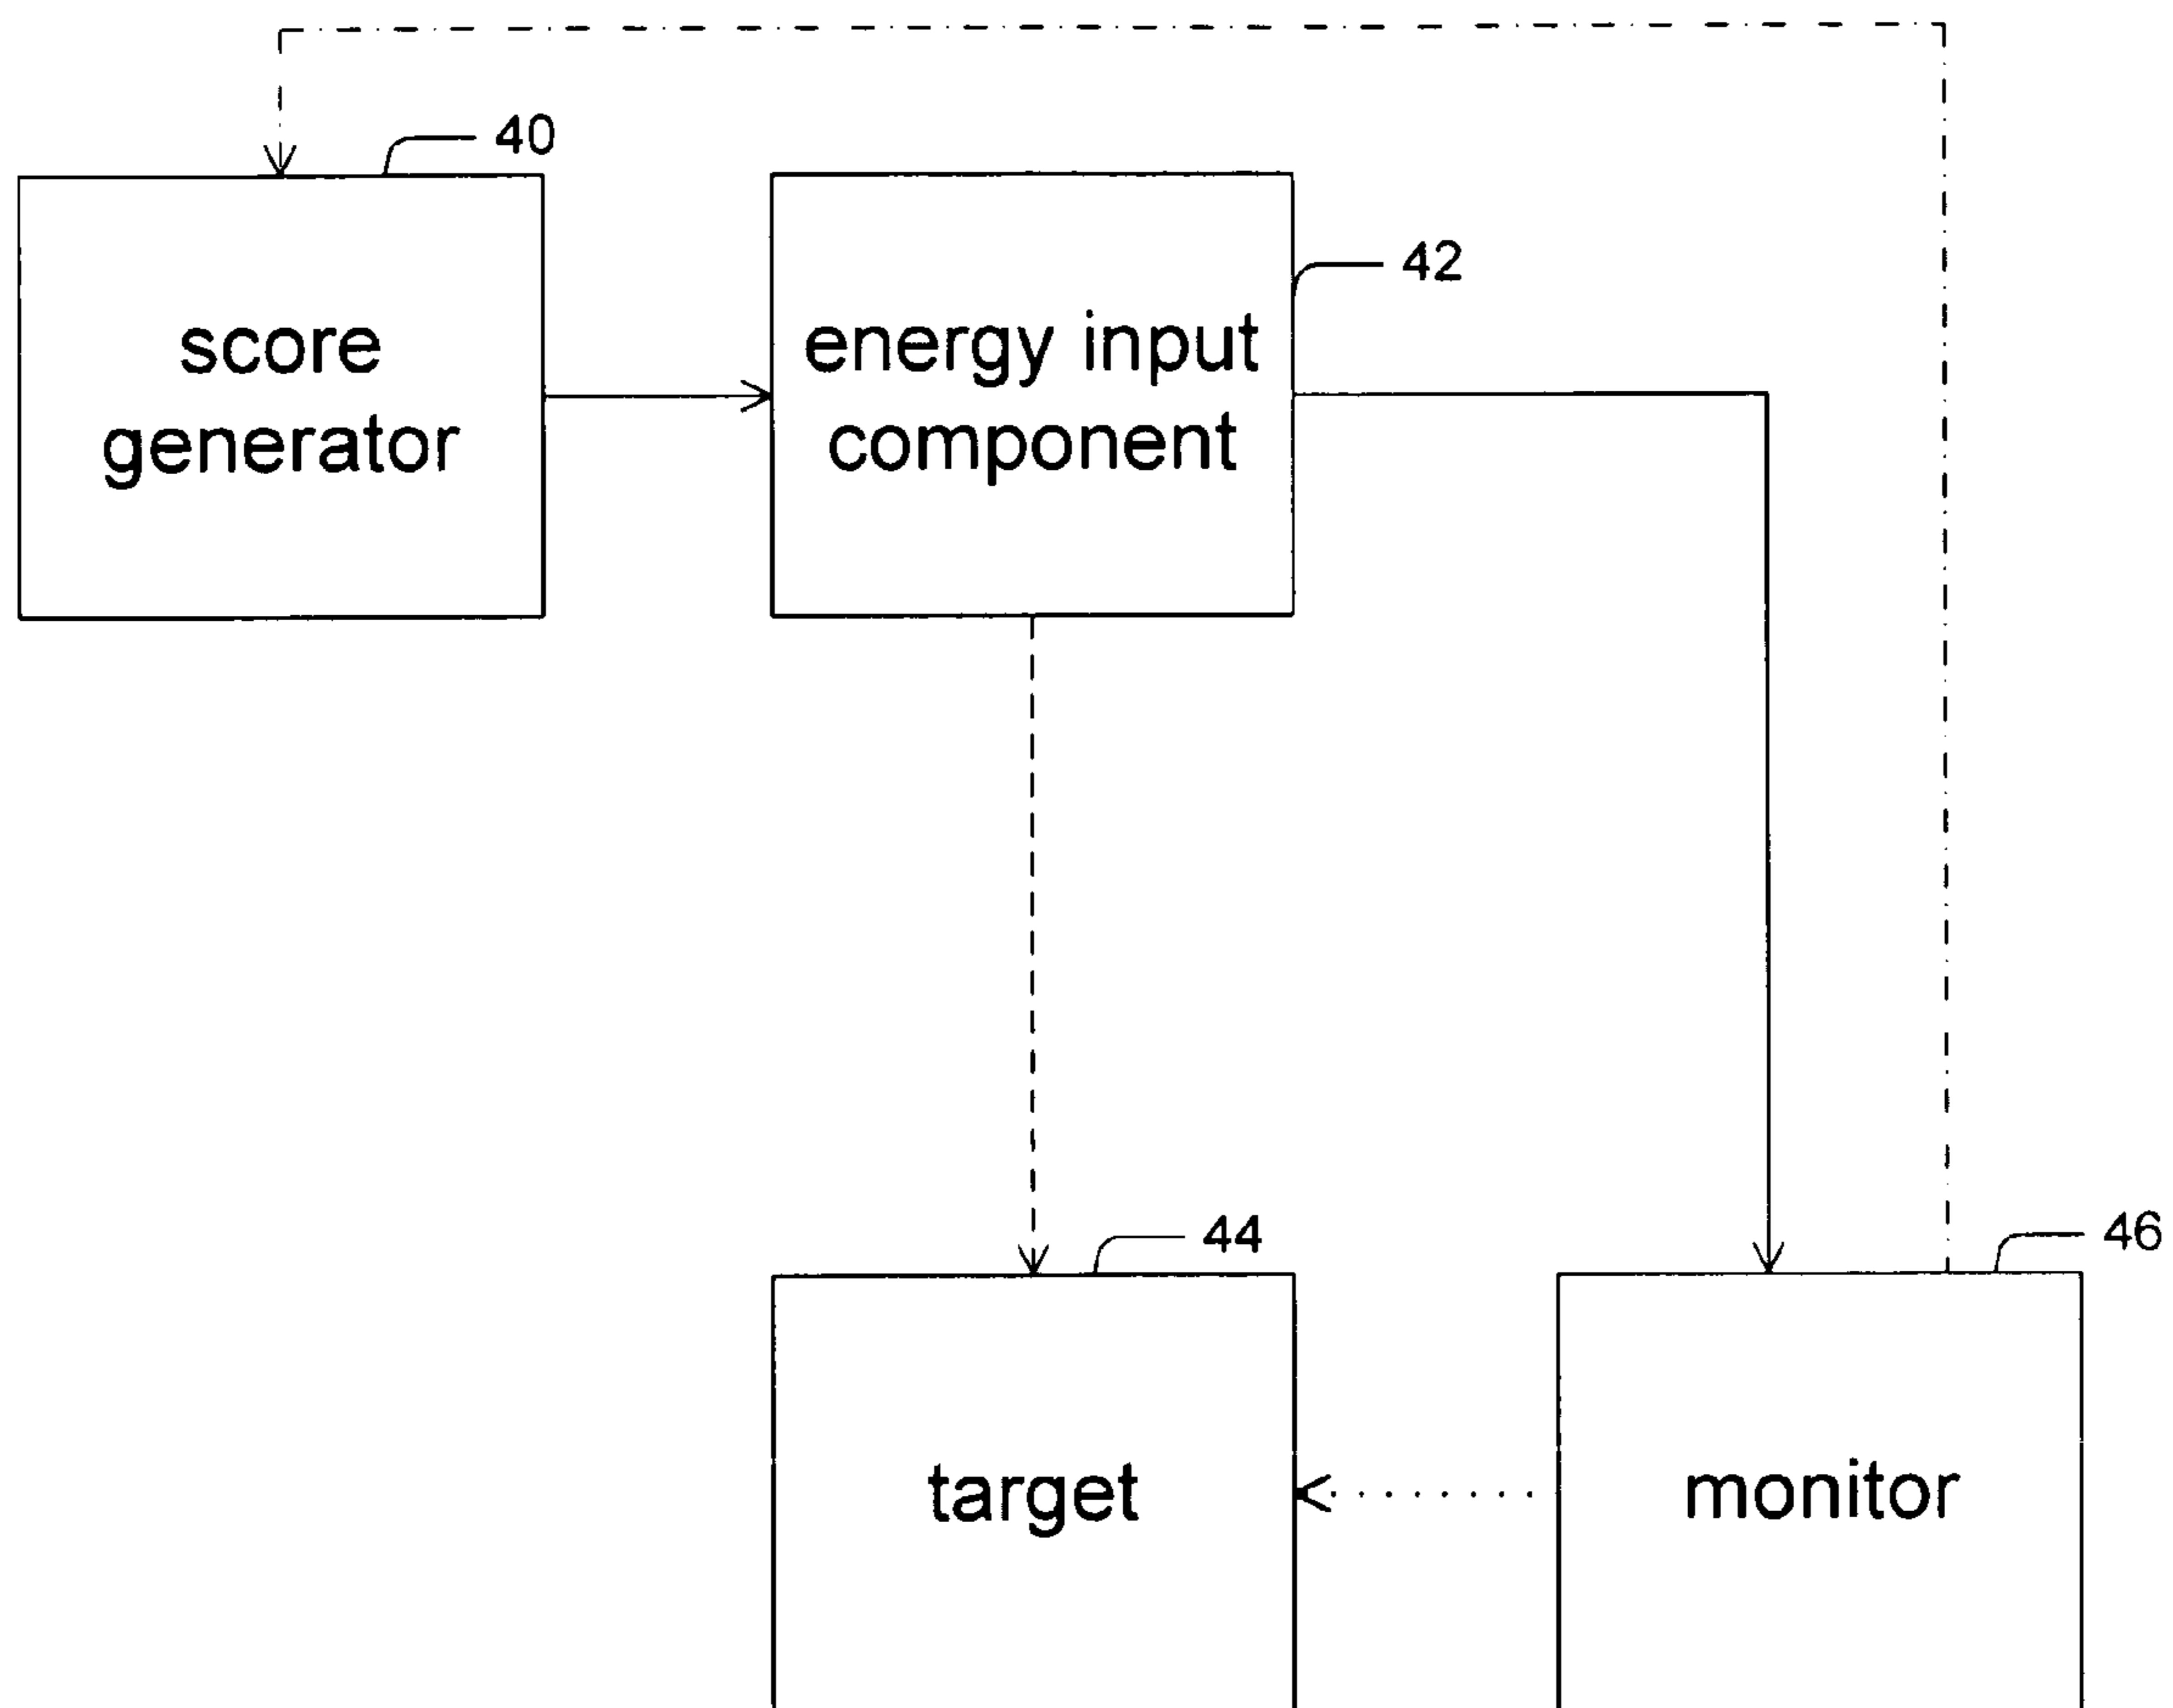 40
score
generator
42
energy input
component
44
target
46
monitor